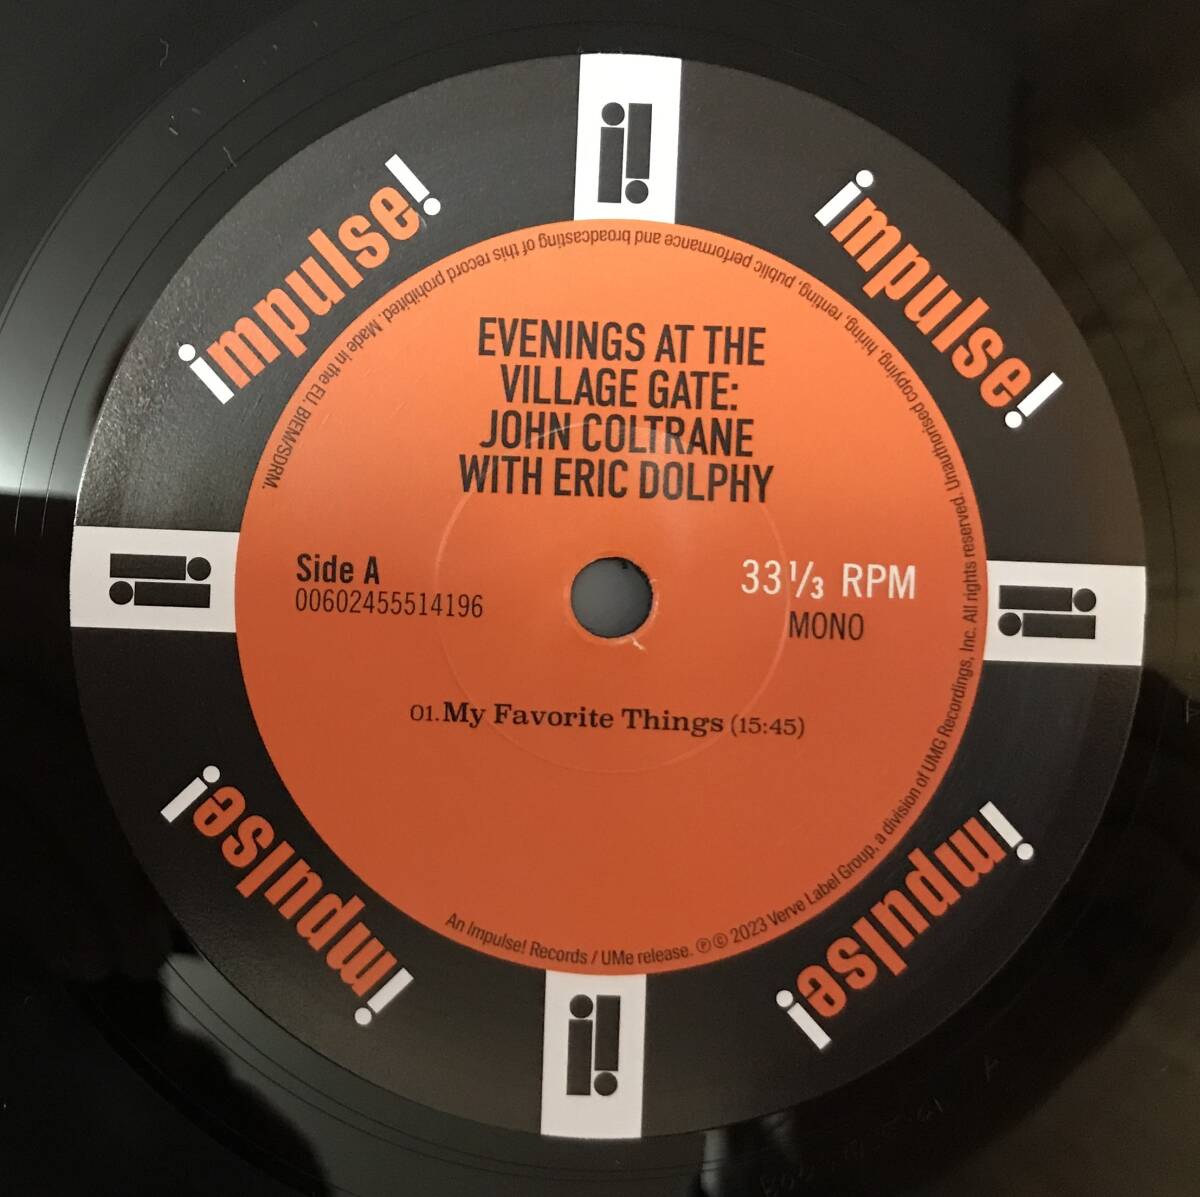 impulse!
impulse!
EVENINGS AT THE
VILLAGE GATE:
JOHN COLTRANE
WITH ERIC DOLPHY
Side A
00602455514196
33 1/3 RPM
MONO
01. My Favorite Things (15:45)
impulse!
impulse!
An Impulse! Records / UMe release. ℗ © 2023 Verve Label Group, a division of UMG Recordings, Inc. All rights reserved. Unauthorised copying, hiring, renting, public performance and broadcasting of this record prohibited. Made in the EU. BIEM/SDRM.